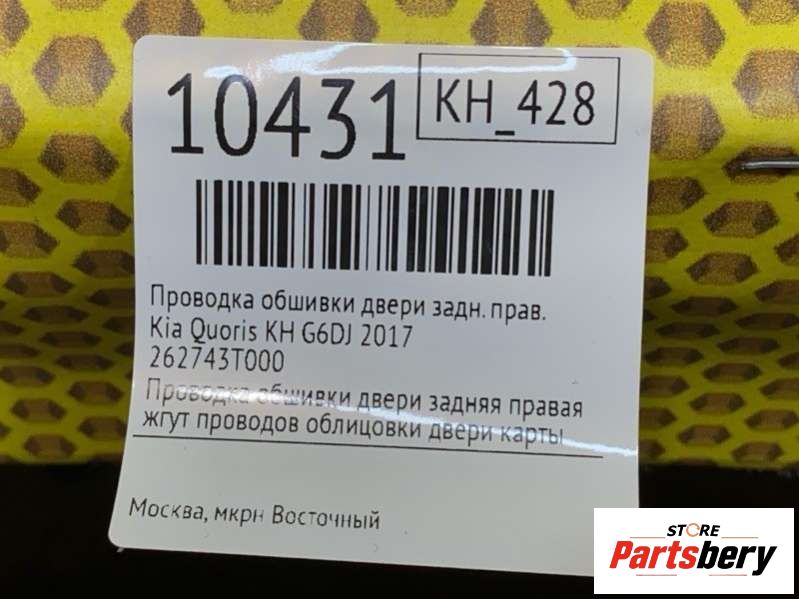 10431
KH_428
Проводка обшивки двери задн. прав.
Kia Quoris KH G6DJ 2017
262743T000
Проводка обшивки двери задняя правая
жгут проводов облицовки двери карты
Москва, мкрн Восточный
STORE
Partsbery